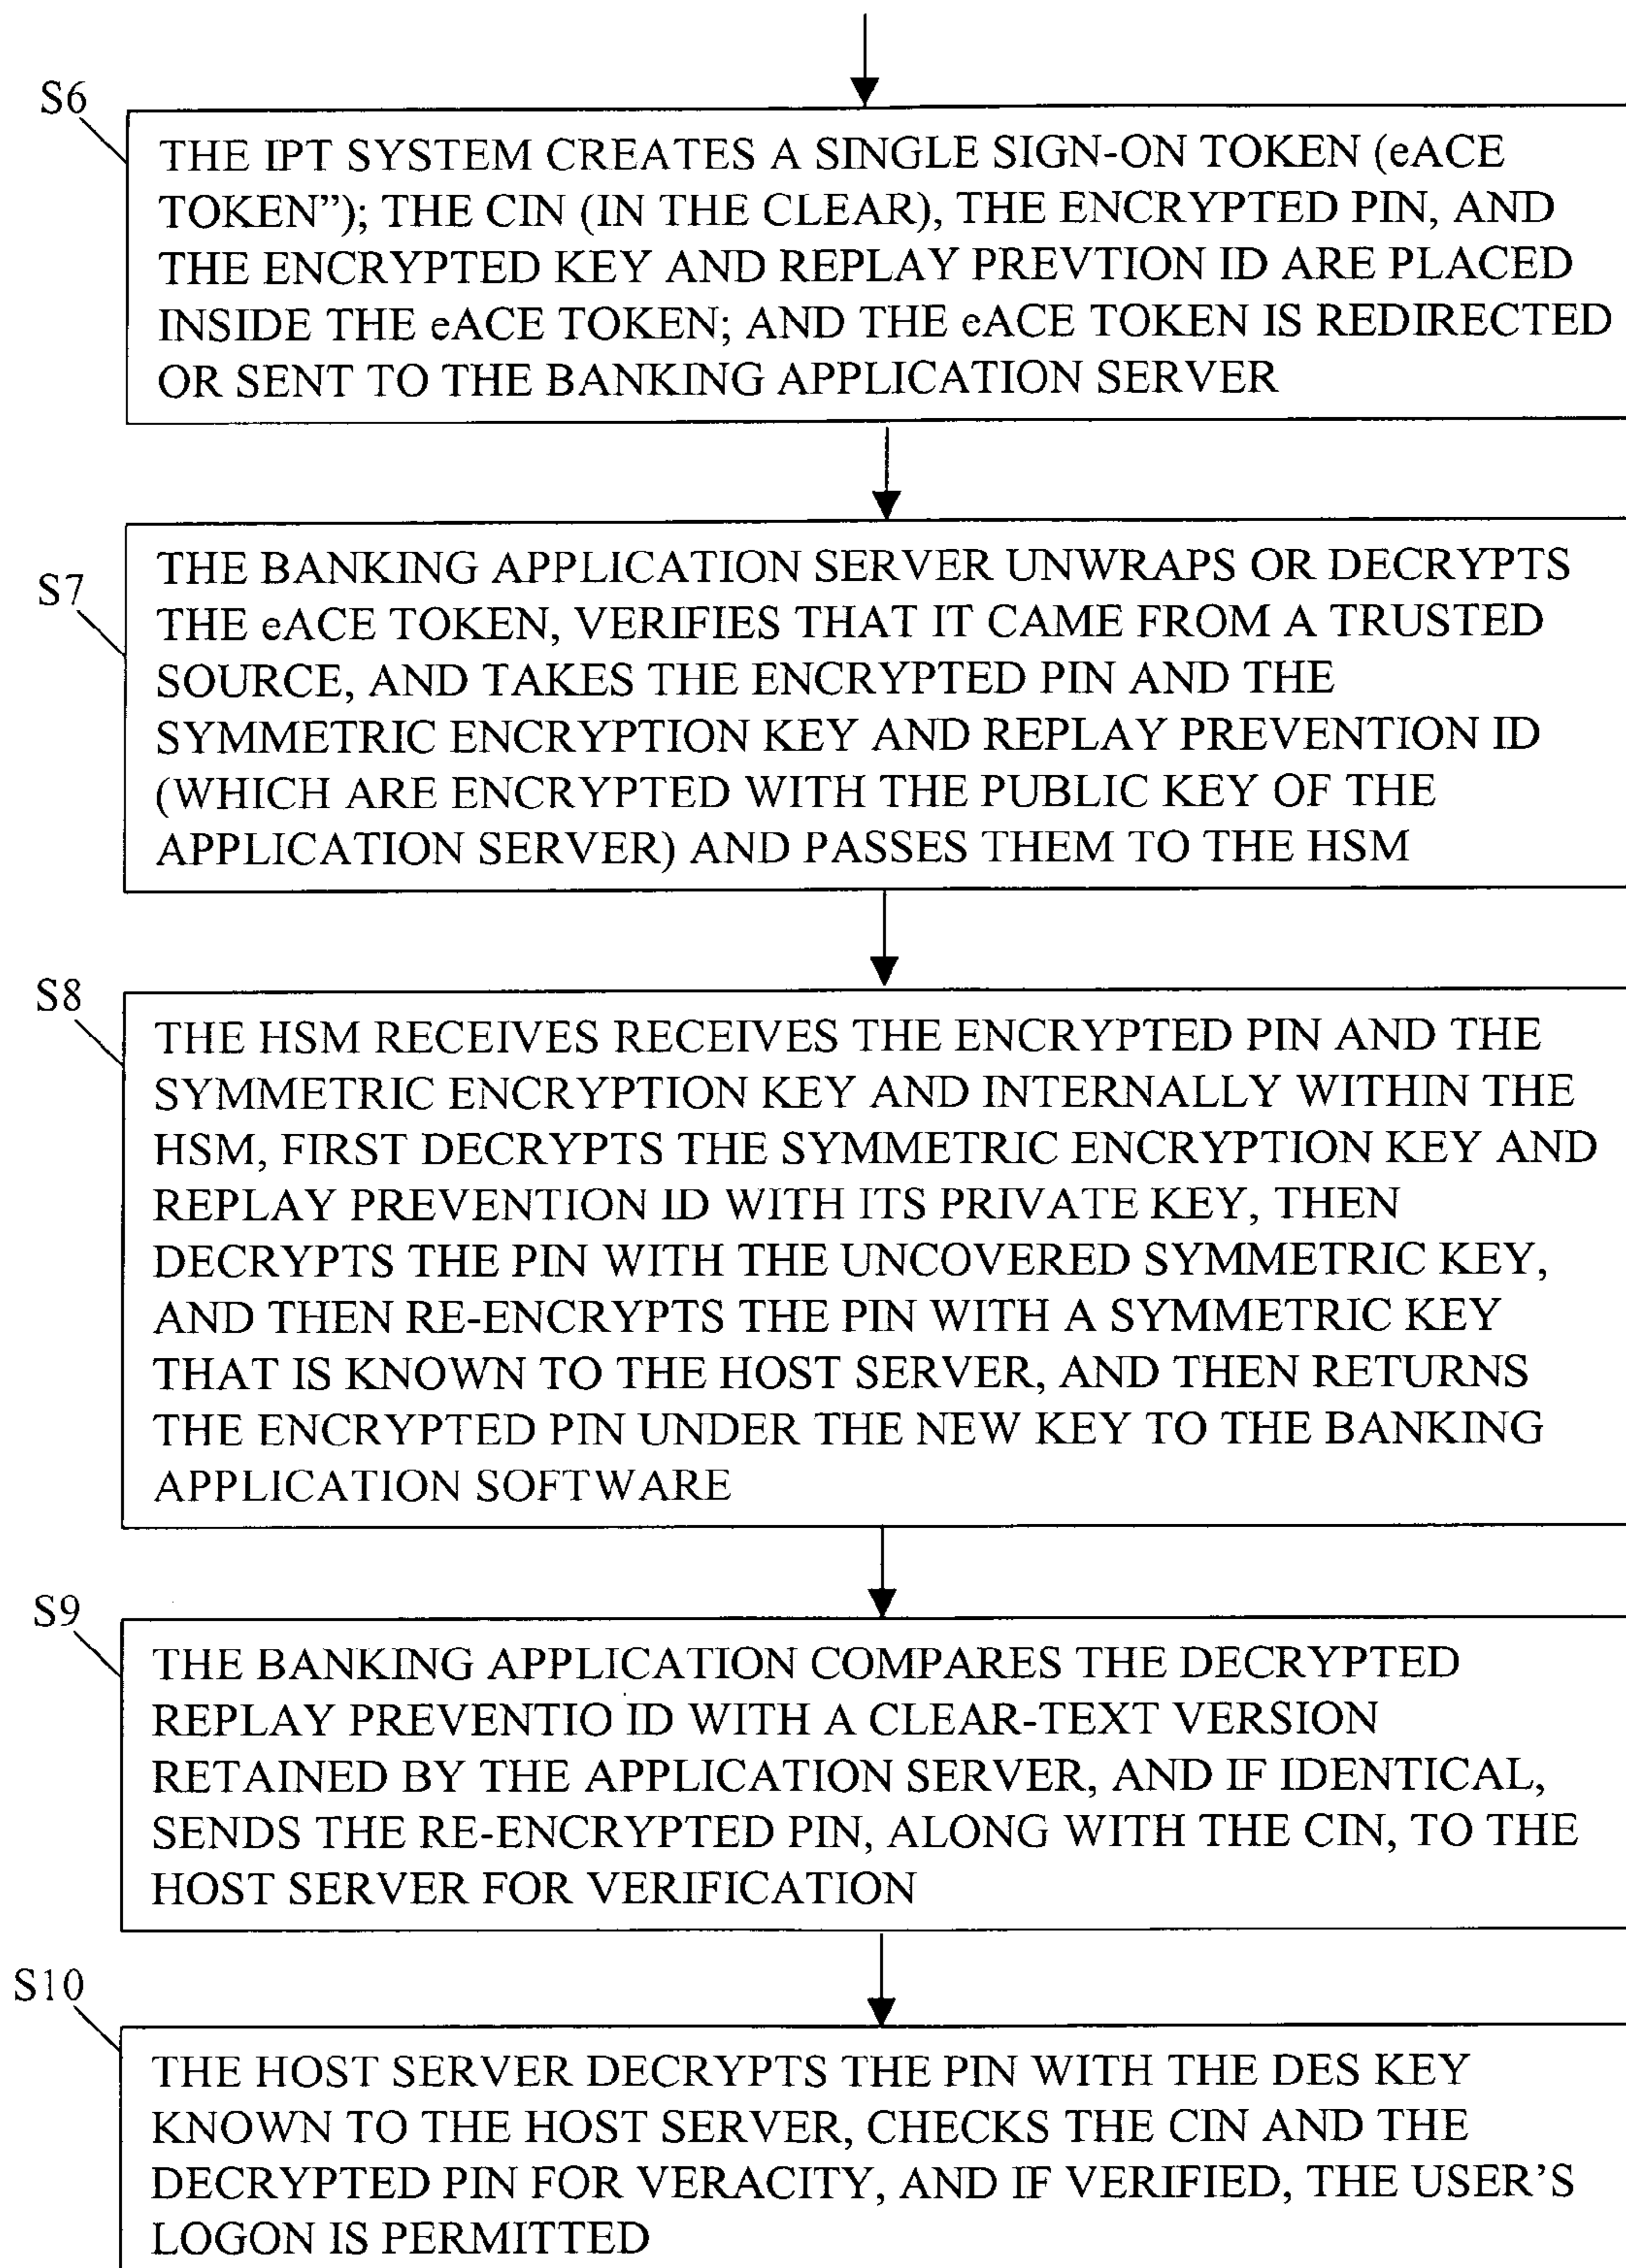 S6
THE IPT SYSTEM CREATES A SINGLE SIGN-ON TOKEN (eACE
TOKEN”); THE CIN (IN THE CLEAR), THE ENCRYPTED PIN, AND
THE ENCRYPTED KEY AND REPLAY PREVTION ID ARE PLACED
INSIDE THE eACE TOKEN; AND THE eACE TOKEN IS REDIRECTED
OR SENT TO THE BANKING APPLICATION SERVER
S7
THE BANKING APPLICATION SERVER UNWRAPS OR DECRYPTS
THE eACE TOKEN, VERIFIES THAT IT CAME FROM A TRUSTED
SOURCE, AND TAKES THE ENCRYPTED PIN AND THE
SYMMETRIC ENCRYPTION KEY AND REPLAY PREVENTION ID
(WHICH ARE ENCRYPTED WITH THE PUBLIC KEY OF THE
APPLICATION SERVER) AND PASSES THEM TO THE HSM
S8
THE HSM RECEIVES RECEIVES THE ENCRYPTED PIN AND THE
SYMMETRIC ENCRYPTION KEY AND INTERNALLY WITHIN THE
HSM, FIRST DECRYPTS THE SYMMETRIC ENCRYPTION KEY AND
REPLAY PREVENTION ID WITH ITS PRIVATE KEY, THEN
DECRYPTS THE PIN WITH THE UNCOVERED SYMMETRIC KEY,
AND THEN RE-ENCRYPTS THE PIN WITH A SYMMETRIC KEY
THAT IS KNOWN TO THE HOST SERVER, AND THEN RETURNS
THE ENCRYPTED PIN UNDER THE NEW KEY TO THE BANKING
APPLICATION SOFTWARE
S9
THE BANKING APPLICATION COMPARES THE DECRYPTED
REPLAY PREVENTIO ID WITH A CLEAR-TEXT VERSION
RETAINED BY THE APPLICATION SERVER, AND IF IDENTICAL,
SENDS THE RE-ENCRYPTED PIN, ALONG WITH THE CIN, TO THE
HOST SERVER FOR VERIFICATION
S10
THE HOST SERVER DECRYPTS THE PIN WITH THE DES KEY
KNOWN TO THE HOST SERVER, CHECKS THE CIN AND THE
DECRYPTED PIN FOR VERACITY, AND IF VERIFIED, THE USER’S
LOGON IS PERMITTED